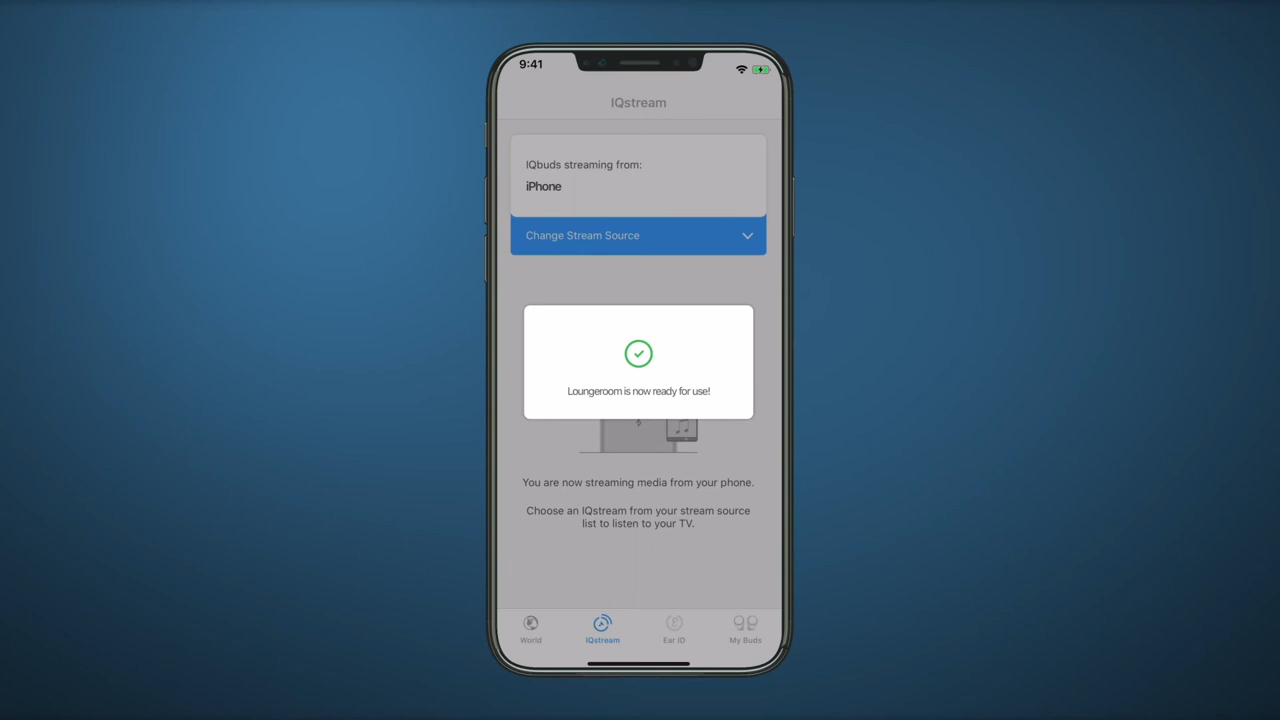 9:41
IQstream
IQbuds streaming from:
iPhone
Change Stream Source
Loungeroom is now ready for use!
You are now streaming media from your phone.
Choose an IQstream from your stream source
list to listen to your TV.
World
IQstream
Ear ID
My Buds